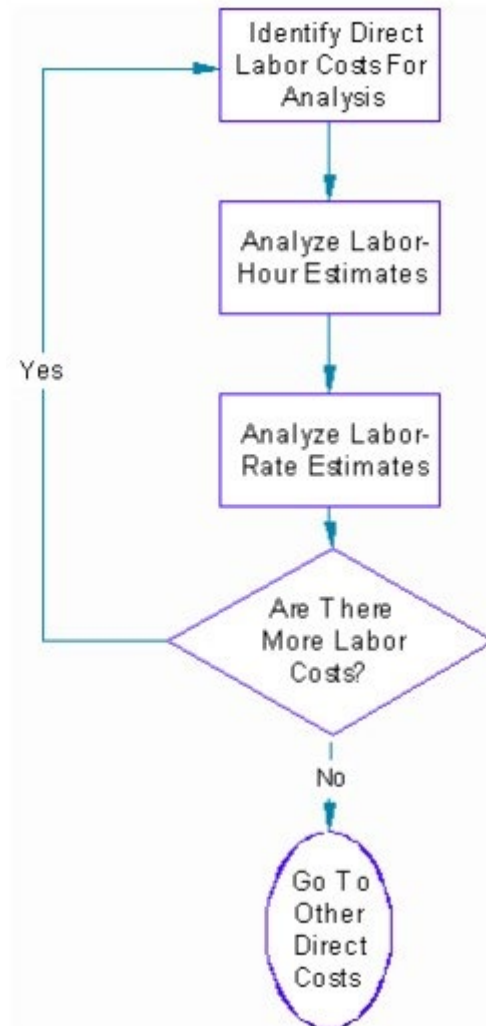 Identify Direct
Labor Costs For
Analysis
Analyze Labor-
Hour Estimates
Yes
Analyze Labor-
Rate Estimates
Are There
More Labor
Costs?
No
Go To
Other
Direct
Costs